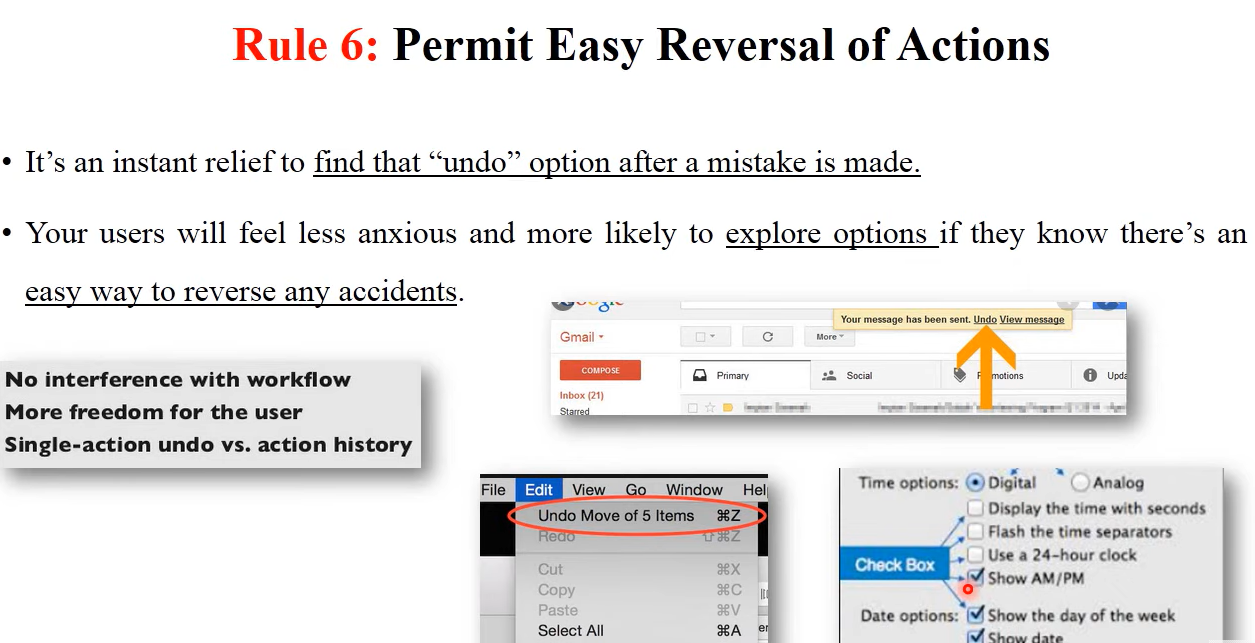 Rule 6: Permit Easy Reversal of Actions
• It’s an instant relief to find that “undo” option after a mistake is made.
• Your users will feel less anxious and more likely to explore options if they know there’s an
easy way to reverse any accidents.
No interference with workflow
More freedom for the user
Single-action undo vs. action history
Google
Your message has been sent. Undo View message
Gmail
More
COMPOSE
Primary
Social
Inbox (21)
Starred
File Edit View Go Window
Undo Move of 5 Items ⌘Z
Redo ⇧⌘Z
Cut ⌘X
Copy ⌘C
Paste ⌘V
Select All ⌘A
Time options: Digital Analog
Display the time with seconds
Flash the time separators
Use a 24-hour clock
Check Box
Show AM/PM
Date options: Show the day of the week
Show date